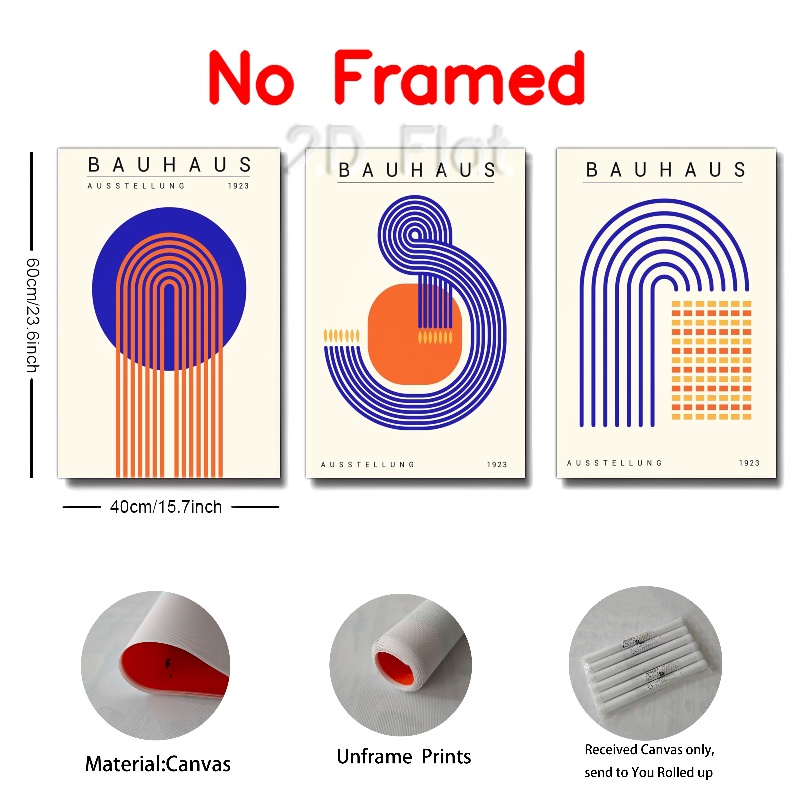 No Framed
2D Flat
BAUHAUS
AUSSTELLUNG 1923
BAUHAUS
AUSSTELLUNG 1923
BAUHAUS
AUSSTELLUNG 1923
60cm/23.6inch
40cm/15.7inch
Material:Canvas
Unframe Prints
Received Canvas only,
send to You Rolled up